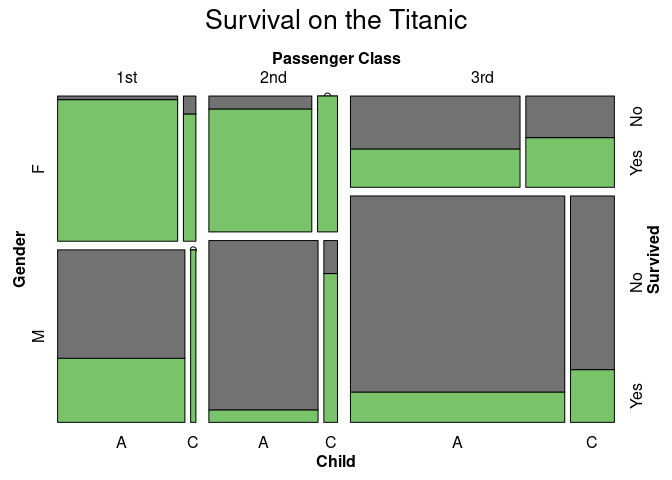 Survival on the Titanic
Passenger Class
1st 2nd 3rd
F
M
Gender
No
Yes
No
Yes
Survived
A C A C A C
Child